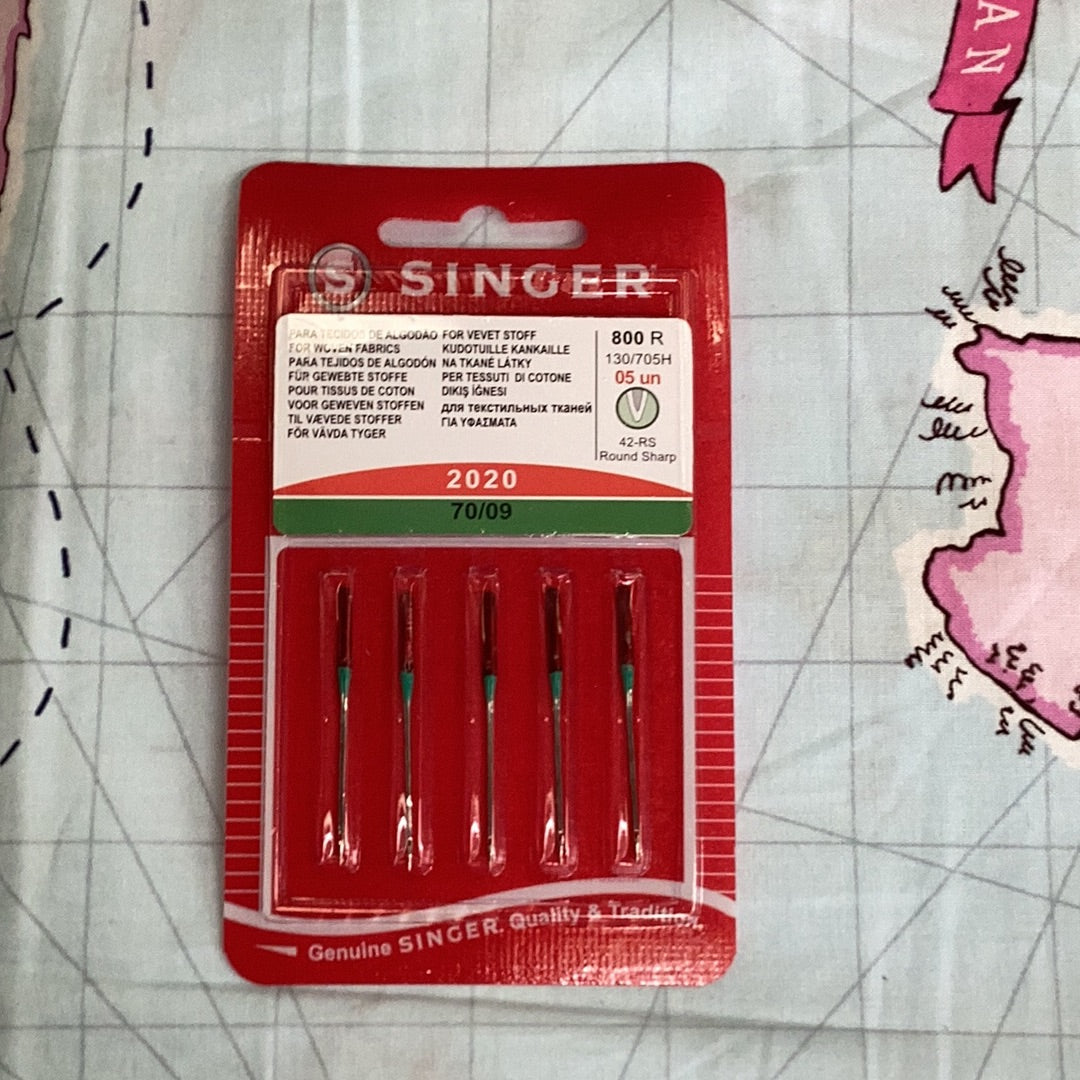 AN
S SINGER
PARA TECIDOS DE ALGODÃO
FOR WOVEN FABRICS
PARA TEJIDOS DE ALGODÓN
FÜR GEWEBTE STOFFE
POUR TISSUS DE COTON
VOOR GEWEVEN STOFFEN
TIL VÆVEDE STOFFER
FÖR VÄVDA TYGER
FOR VEVET STOFF
KUDOTUILLE KANKAILLE
NA TKANÉ LÁTKY
PER TESSUTI DI COTONE
DIKIŞ İĞNESI
для текстильных тканей
ΓΙΑ ΥΦΑΣΜΑΤΑ
800 R
130/705H
05 un
42-RS
Round Sharp
2020
70/09
Genuine SINGER. Quality & Tradition.